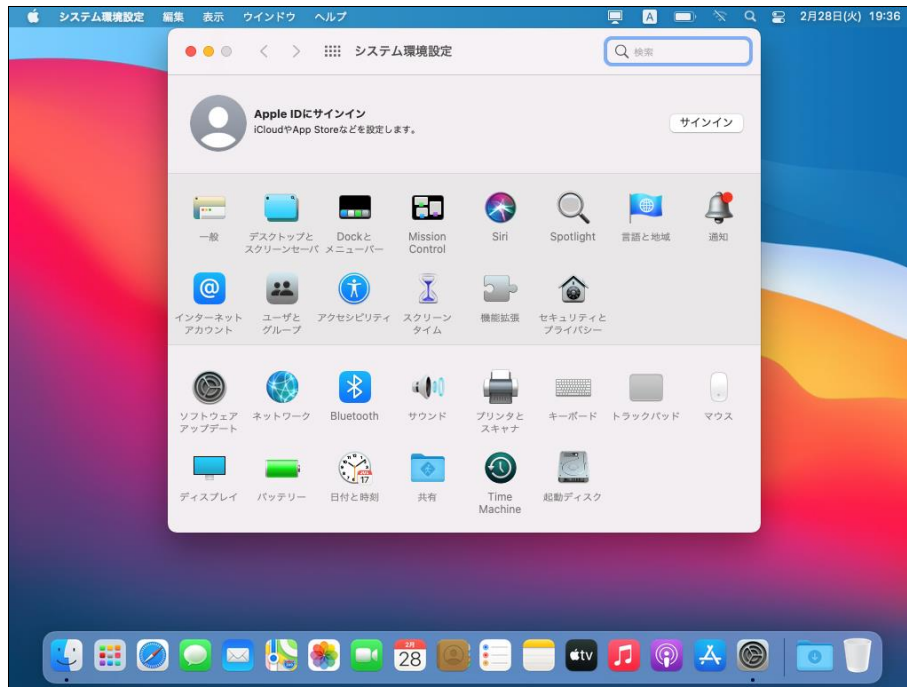 システム環境設定 編集 表示 ウインドウ ヘルプ A 2月28日(火) 19:36
システム環境設定 検索
Apple IDにサインイン
iCloudやApp Storeなどを設定します。
サインイン
一般
デスクトップと
スクリーンセーバ
Dockと
メニューバー
Mission
Control
Siri
Spotlight
言語と地域
通知
インターネット
アカウント
ユーザと
グループ
アクセシビリティ
スクリーン
タイム
機能拡張
セキュリティと
プライバシー
ソフトウェア
アップデート
ネットワーク
Bluetooth
サウンド
プリンタと
スキャナ
キーボード
トラックパッド
マウス
ディスプレイ
バッテリー
JUL
17
日付と時刻
共有
Time
Machine
起動ディスク
2月
28
tv